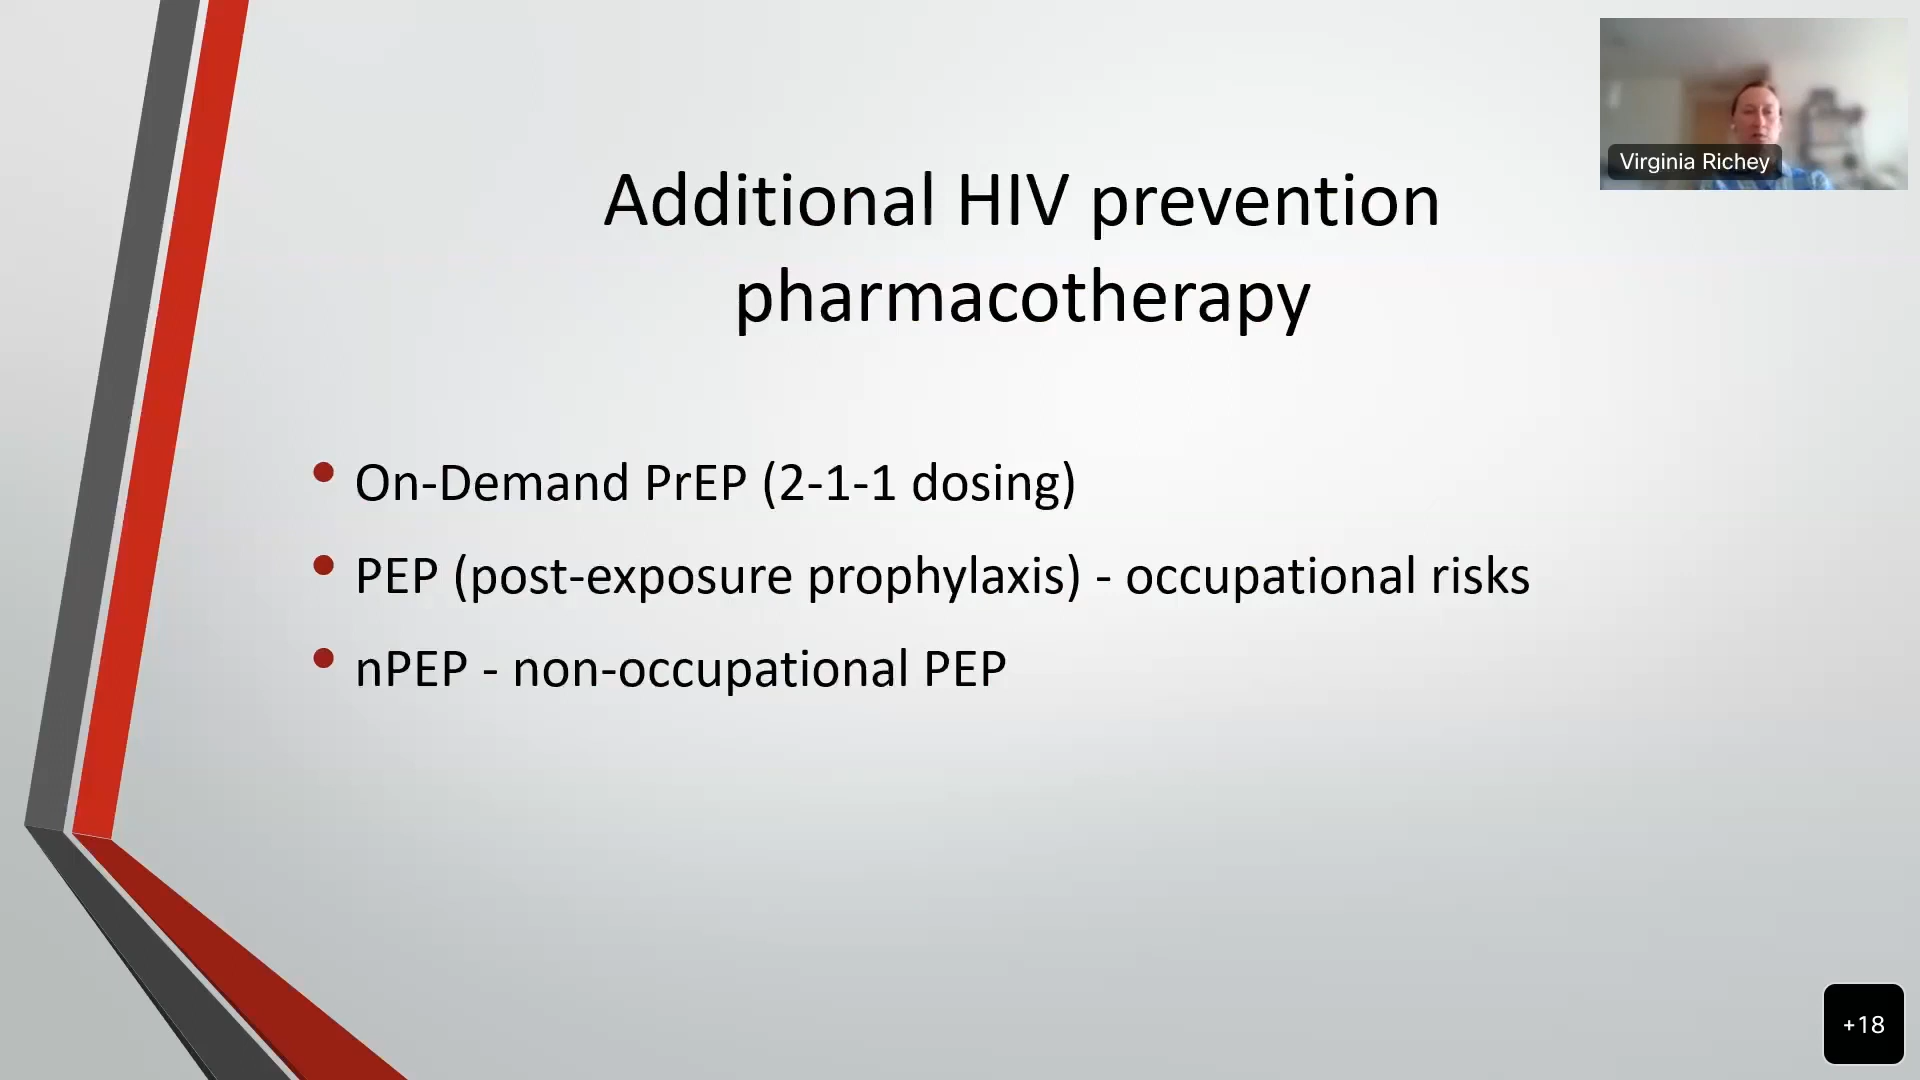 Virginia Richey
Additional HIV prevention
pharmacotherapy
• On-Demand PrEP (2-1-1 dosing)
• PEP (post-exposure prophylaxis) - occupational risks
• nPEP - non-occupational PEP
+18